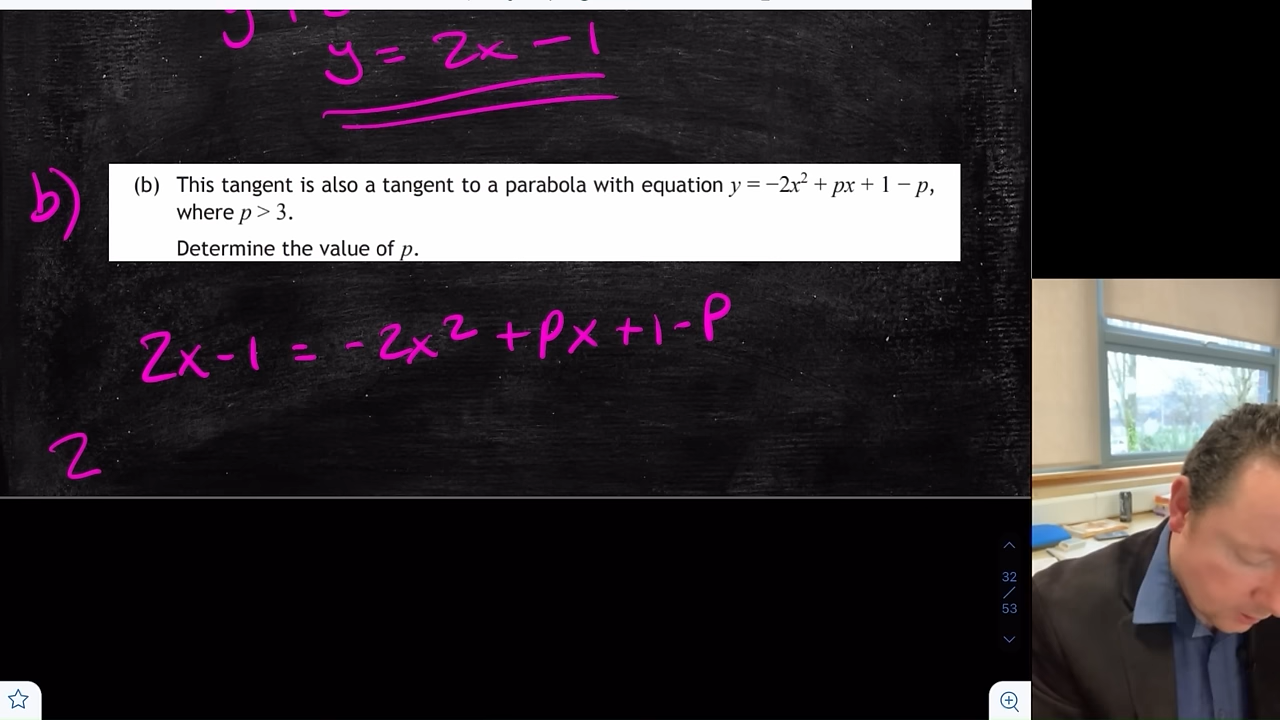 y = 2x - 1
b)
(b) This tangent is also a tangent to a parabola with equation y = −2x² + px + 1 − p,
where p > 3.
Determine the value of p.
2x - 1 = -2x² + px + 1 - p
2
32
/
53